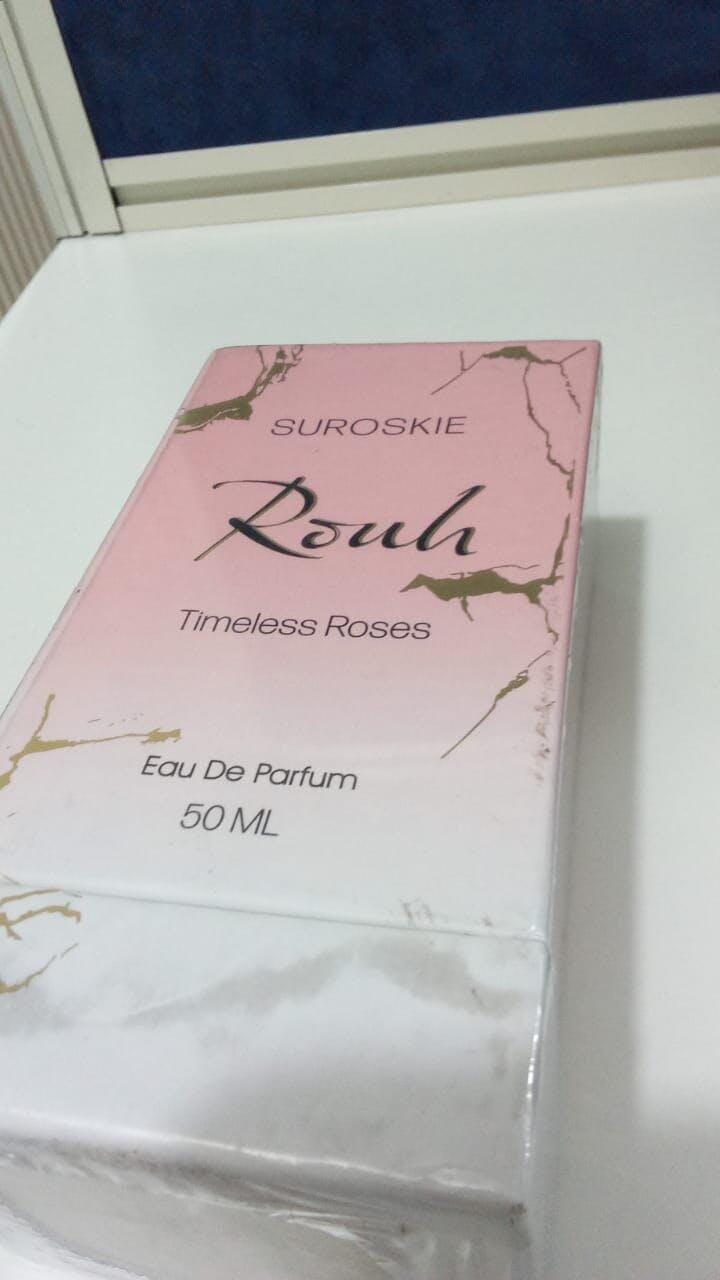 SUROSKIE
Rouh
Timeless Roses
Eau De Parfum
50 ML